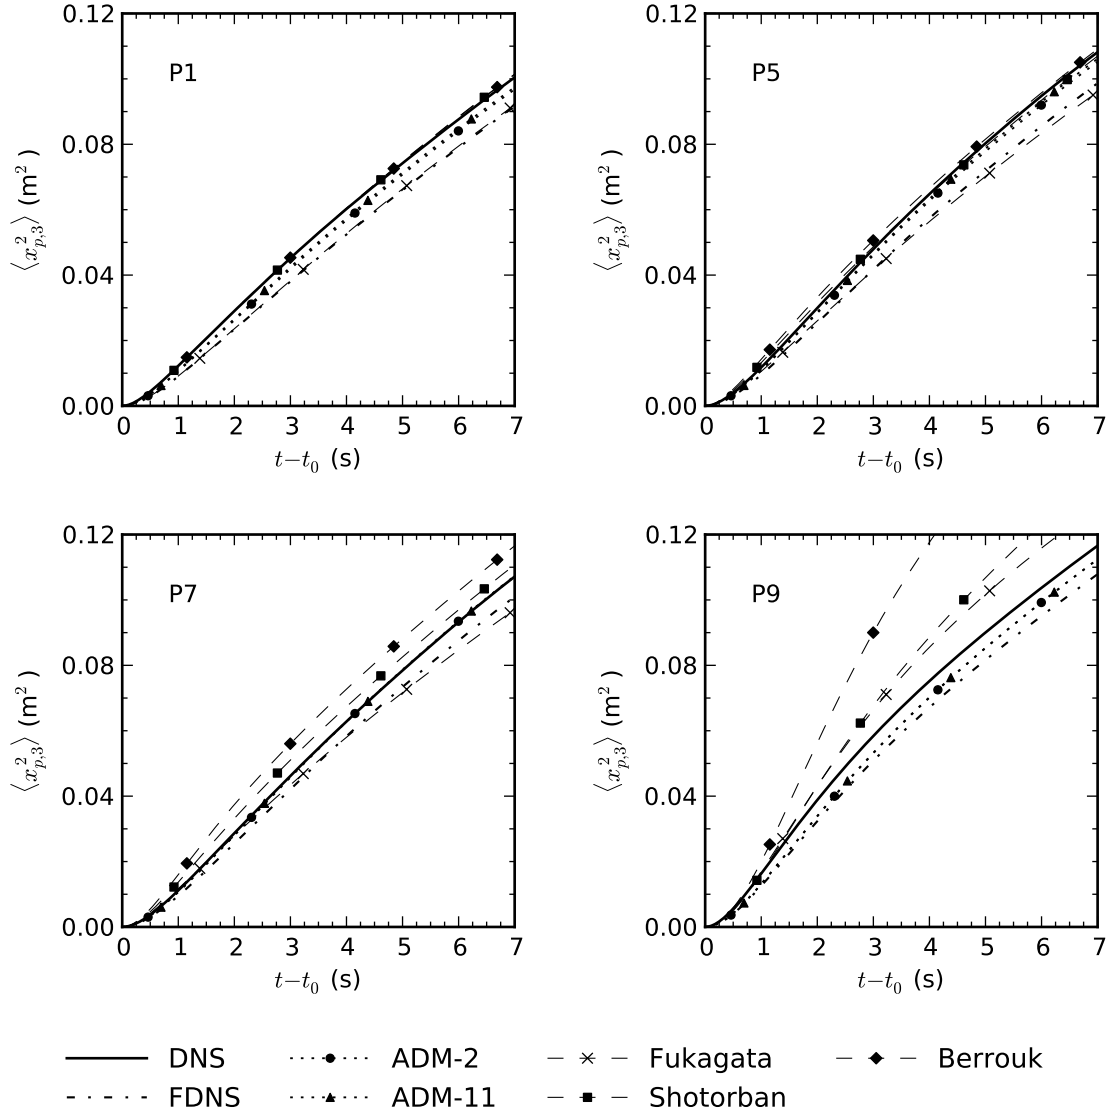 P1
0.12
0.08
0.04
0.00
⟨x²p,3⟩ (m²)
0 1 2 3 4 5 6 7
t−t₀ (s)
P5
0.12
0.08
0.04
0.00
⟨x²p,3⟩ (m²)
0 1 2 3 4 5 6 7
t−t₀ (s)
P7
0.12
0.08
0.04
0.00
⟨x²p,3⟩ (m²)
0 1 2 3 4 5 6 7
t−t₀ (s)
P9
0.12
0.08
0.04
0.00
⟨x²p,3⟩ (m²)
0 1 2 3 4 5 6 7
t−t₀ (s)
DNS ADM-2 Fukagata Berrouk
FDNS ADM-11 Shotorban